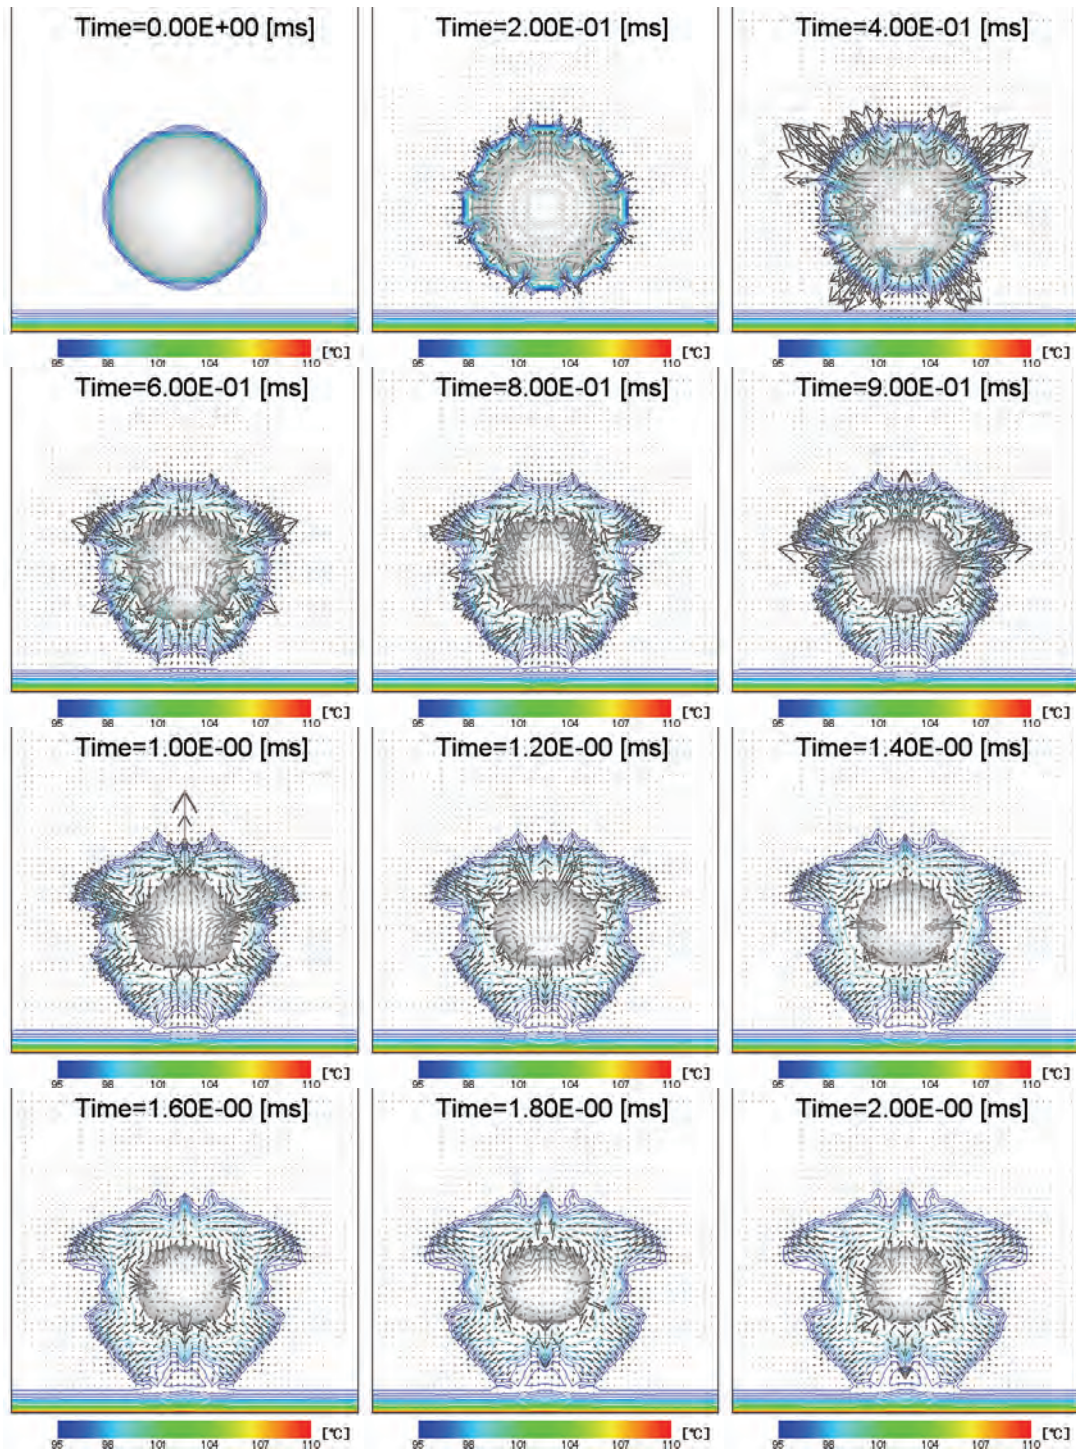 Time=0.00E+00 [ms] Time=2.00E-01 [ms] Time=4.00E-01 [ms]
95 98 101 104 107 110 [℃] 95 98 101 104 107 110 [℃] 95 98 101 104 107 110 [℃]
Time=6.00E-01 [ms] Time=8.00E-01 [ms] Time=9.00E-01 [ms]
95 98 101 104 107 110 [℃] 95 98 101 104 107 110 [℃] 95 98 101 104 107 110 [℃]
Time=1.00E-00 [ms] Time=1.20E-00 [ms] Time=1.40E-00 [ms]
95 98 101 104 107 110 [℃] 95 98 101 104 107 110 [℃] 95 98 101 104 107 110 [℃]
Time=1.60E-00 [ms] Time=1.80E-00 [ms] Time=2.00E-00 [ms]
95 98 101 104 107 110 [℃] 95 98 101 104 107 110 [℃] 95 98 101 104 107 110 [℃]